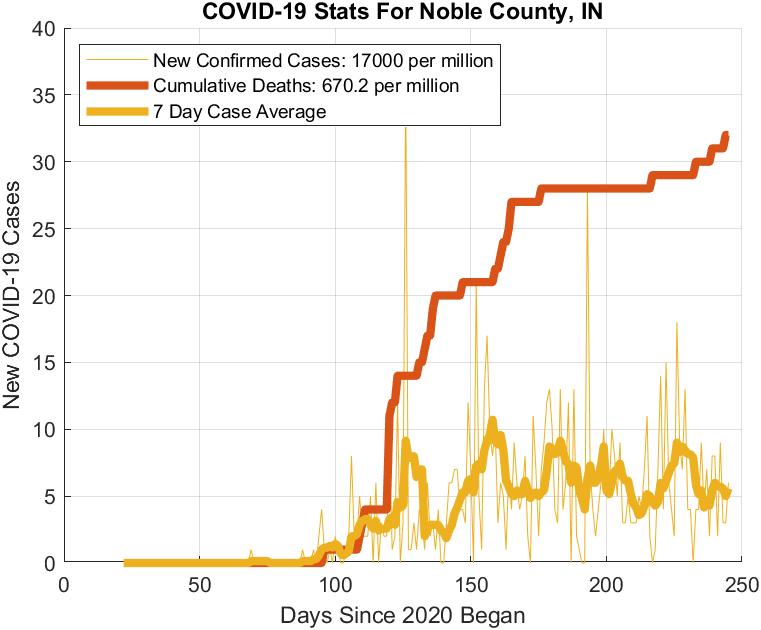 COVID-19 Stats For Noble County, IN
New Confirmed Cases: 17000 per million
Cumulative Deaths: 670.2 per million
7 Day Case Average
New COVID-19 Cases
40
35
30
25
20
15
10
5
0
0 50 100 150 200 250
Days Since 2020 Began